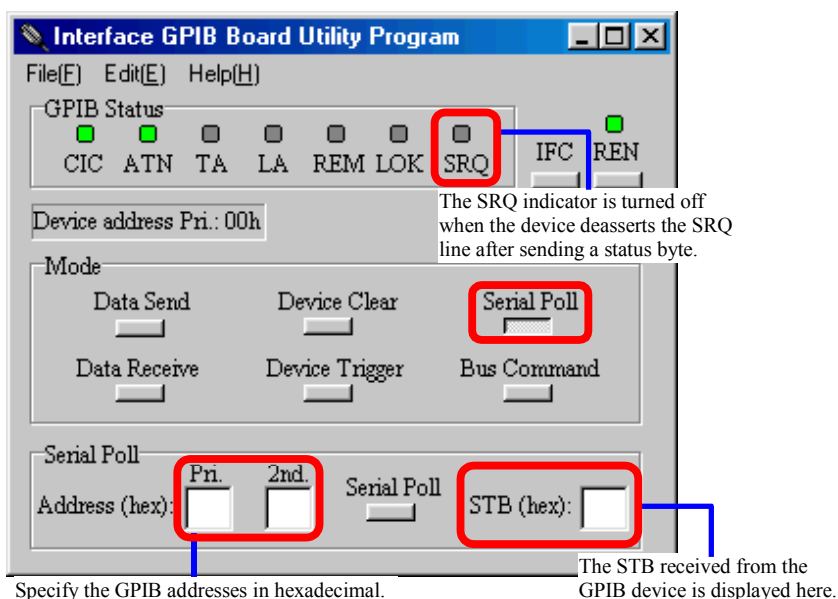 Interface GPIB Board Utility Program
File(F) Edit(E) Help(H)
GPIB Status
CIC ATN TA LA REM LOK SRQ IFC REN
The SRQ indicator is turned off
when the device deasserts the SRQ
line after sending a status byte.
Device address Pri.: 00h
Mode
Data Send Device Clear Serial Poll
Data Receive Device Trigger Bus Command
Serial Poll
Pri. 2nd.
Address (hex): Serial Poll STB (hex):
Specify the GPIB addresses in hexadecimal.
The STB received from the
GPIB device is displayed here.